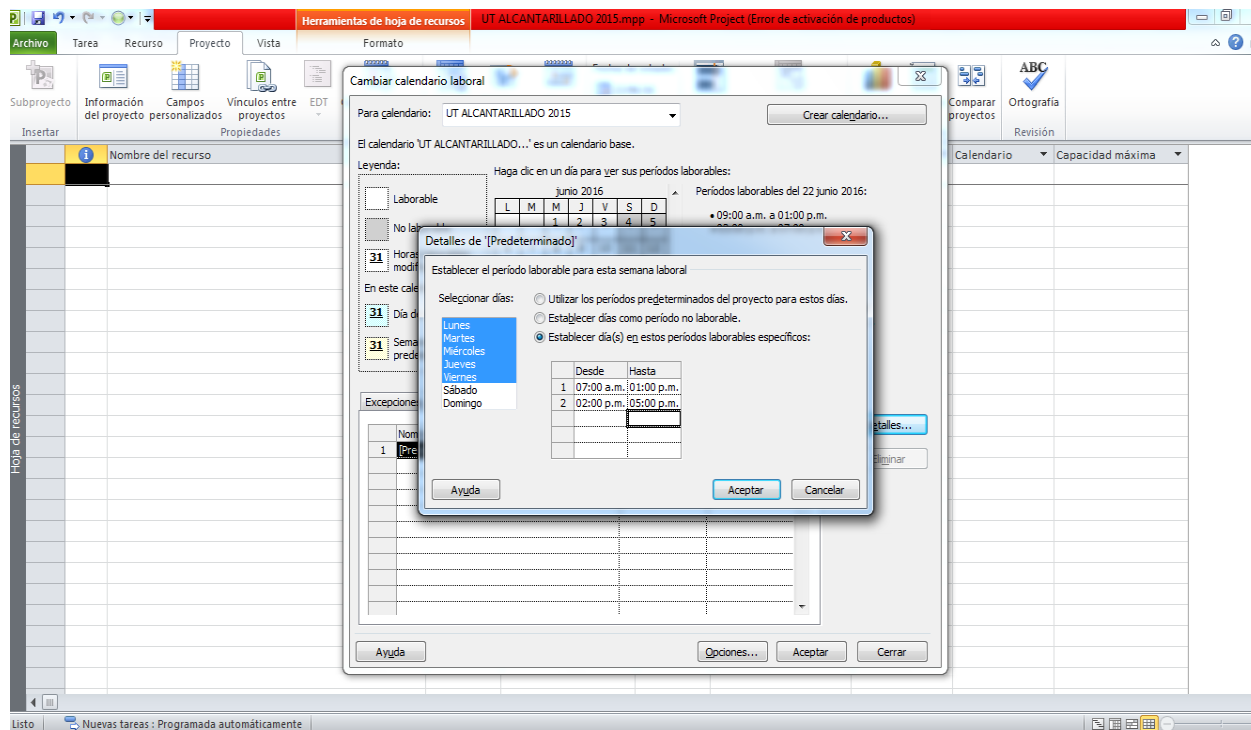 Herramientas de hoja de recursos
UT ALCANTARILLADO 2015.mpp - Microsoft Project (Error de activación de productos)
Archivo Tarea Recurso Proyecto Vista Formato
Subproyecto
Información del proyecto
Campos personalizados
Vínculos entre proyectos
EDT
Comparar proyectos
ABC
Ortografía
Insertar Propiedades Revisión
Nombre del recurso
Calendario Capacidad máxima
Cambiar calendario laboral
Para calendario: UT ALCANTARILLADO 2015
Crear calendario...
El calendario 'UT ALCANTARILLADO...' es un calendario base.
Leyenda:
Haga clic en un día para ver sus períodos laborables:
Laborable
junio 2016
Períodos laborables del 22 junio 2016:
L M M J V S D
1 2 3 4 5
• 09:00 a.m. a 01:00 p.m.
No
31 Horas
En este
31 Día
31
Detalles de '[Predeterminado]'
Establecer el período laborable para esta semana laboral
Seleccionar días:
Utilizar los períodos predeterminados del proyecto para estos días.
Establecer días como período no laborable.
Establecer día(s) en estos períodos laborables específicos:
Lunes
Martes
Miércoles
Jueves
Viernes
Sábado
Domingo
Desde Hasta
1 07:00 a.m. 01:00 p.m.
2 02:00 p.m. 05:00 p.m.
Ayuda Aceptar Cancelar
Excepciones
Nom
1 [Pre
etalles...
Eliminar
Ayuda Opciones... Aceptar Cerrar
Hoja de recursos
Listo Nuevas tareas : Programada automáticamente